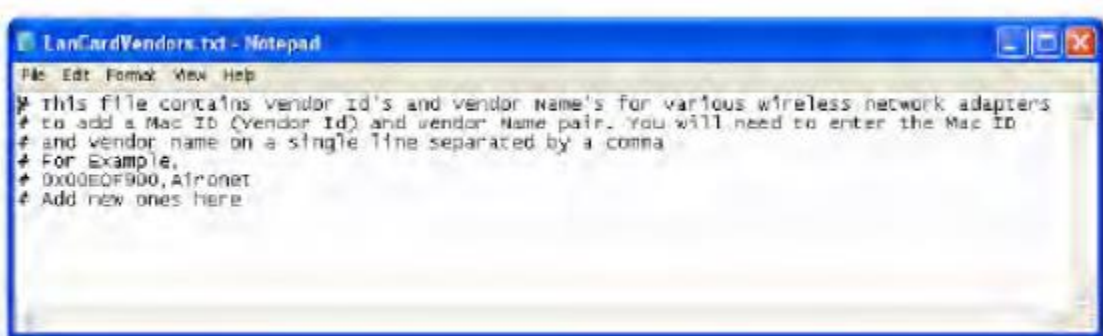 LanCardVendors.txt - Notepad
File Edit Format View Help
# This file contains vendor Id's and vendor Name's for various wireless network adapters
# to add a Mac ID (Vendor Id) and vendor Name pair. You will need to enter the Mac ID
# and vendor name on a single line separated by a comma
# For Example,
# 0x00E0F900,Aironet
# Add new ones here